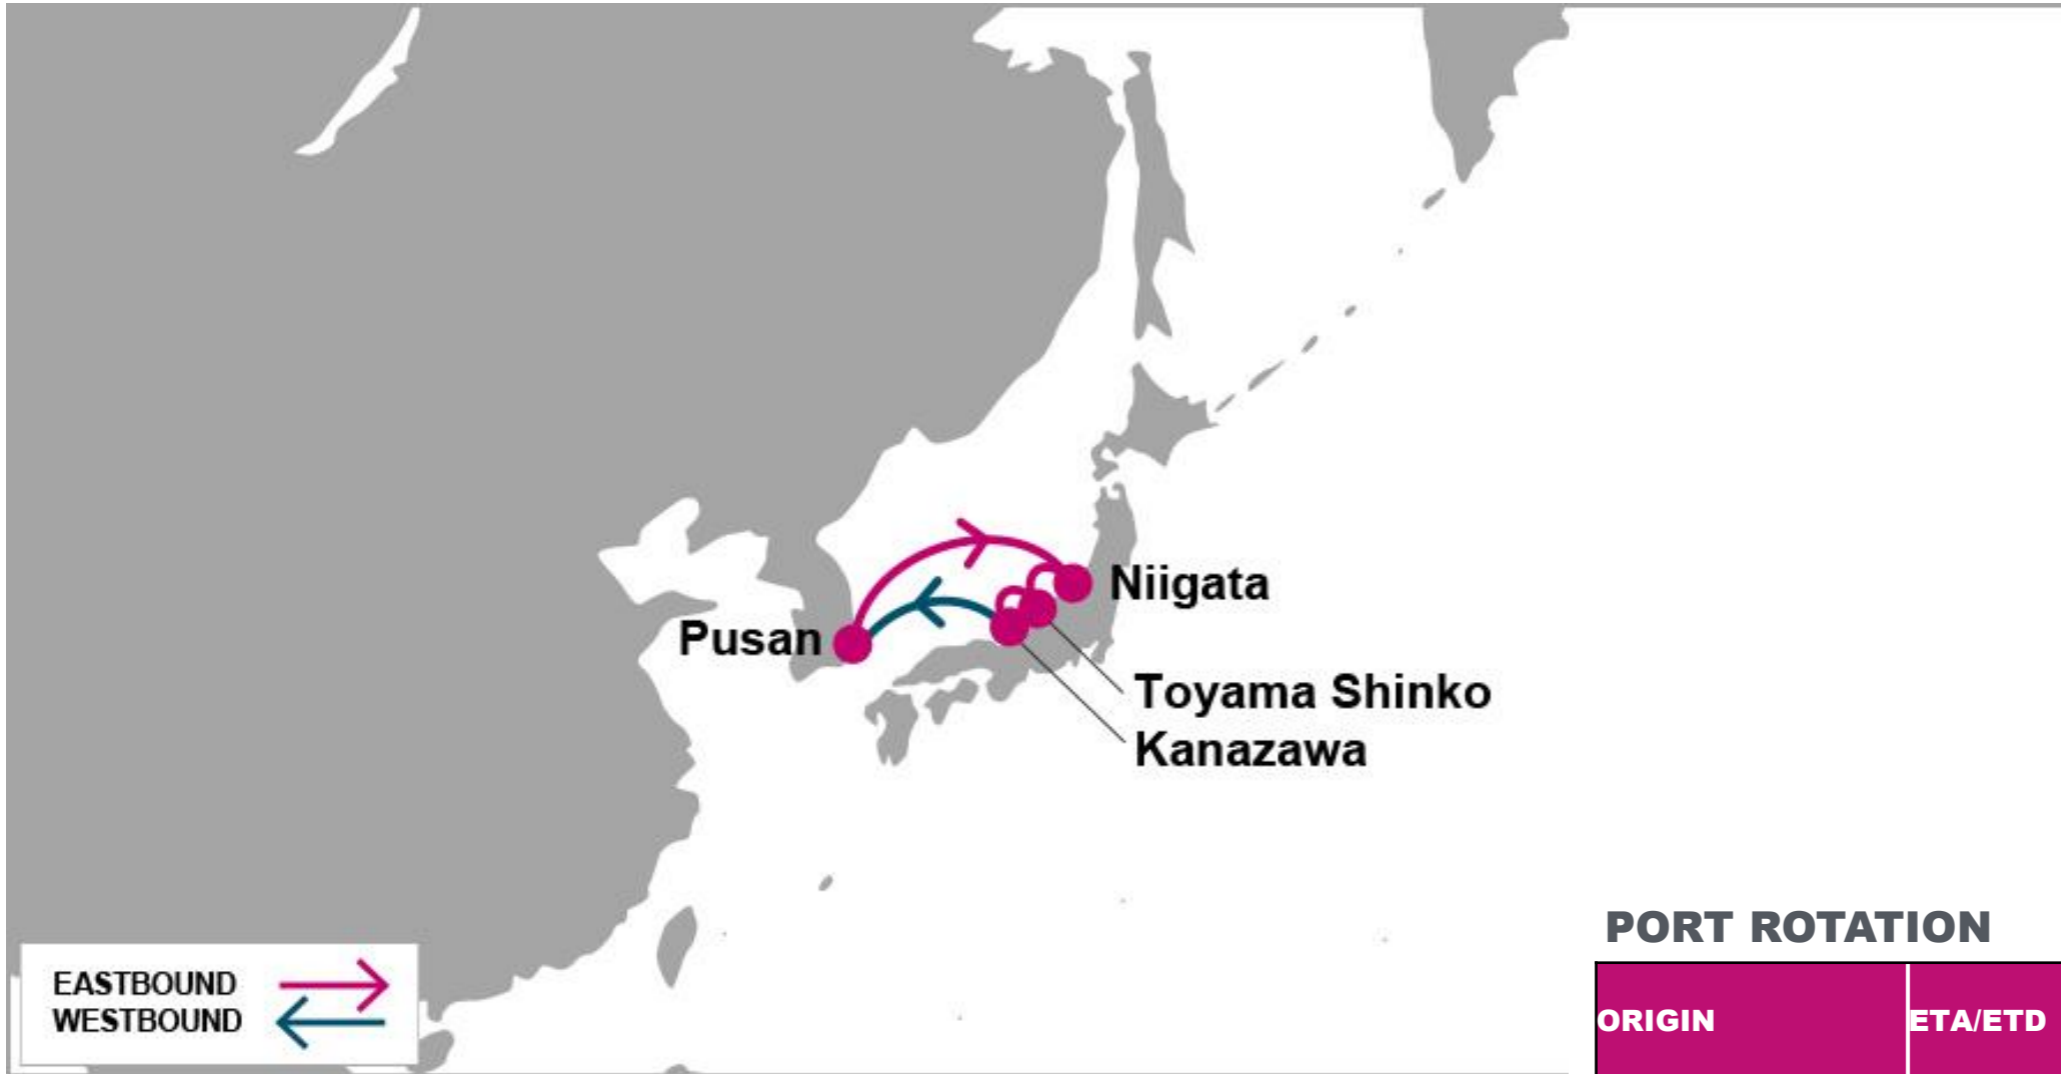 Niigata
Pusan
Toyama Shinko
Kanazawa
EASTBOUND
WESTBOUND
PORT ROTATION
ORIGIN ETA/ETD